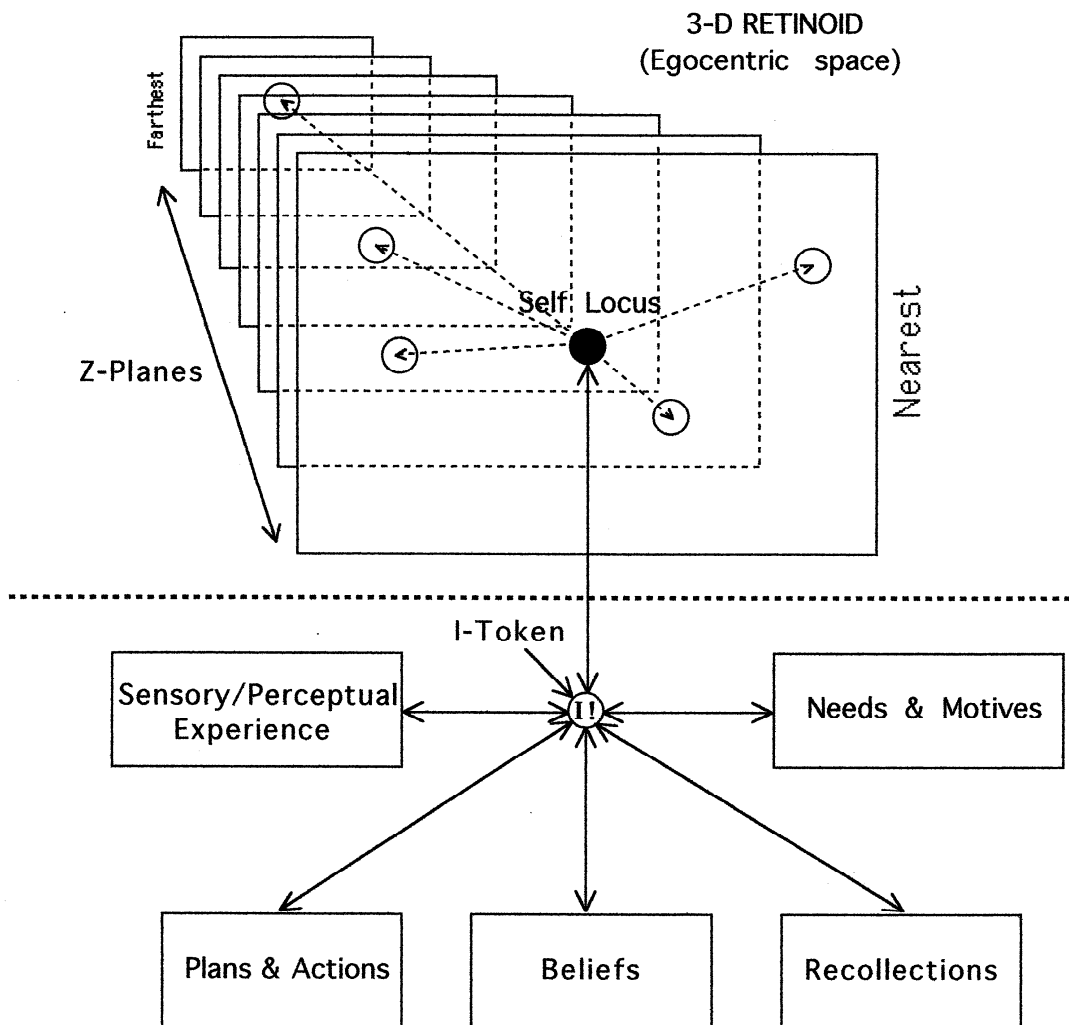 3-D RETINOID
(Egocentric space)
Farthest
Self Locus
Nearest
Z-Planes
I-Token
Sensory/Perceptual
Experience
I!
Needs & Motives
Plans & Actions
Beliefs
Recollections